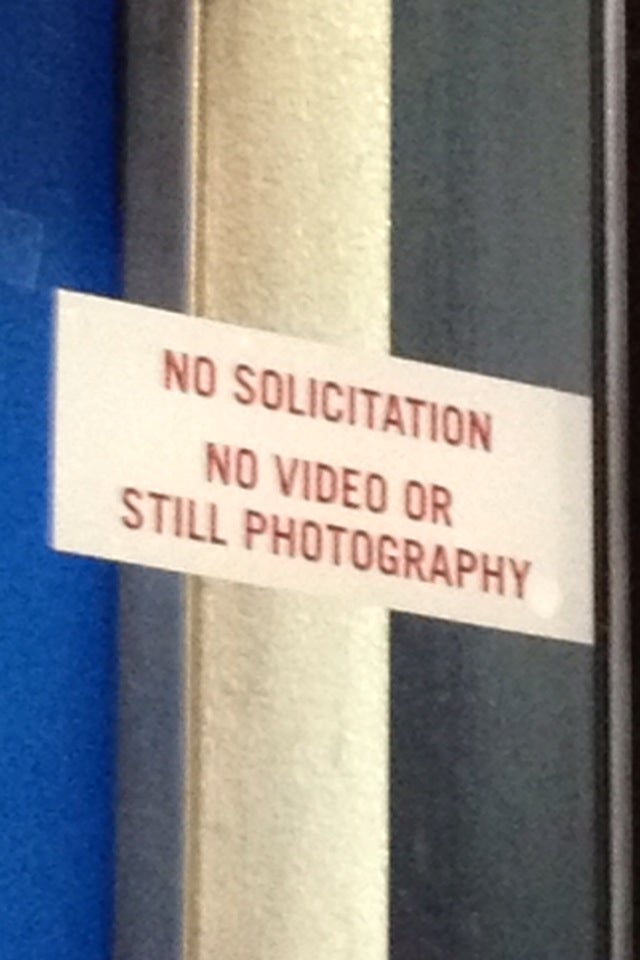 NO SOLICITATION
NO VIDEO OR
STILL PHOTOGRAPHY